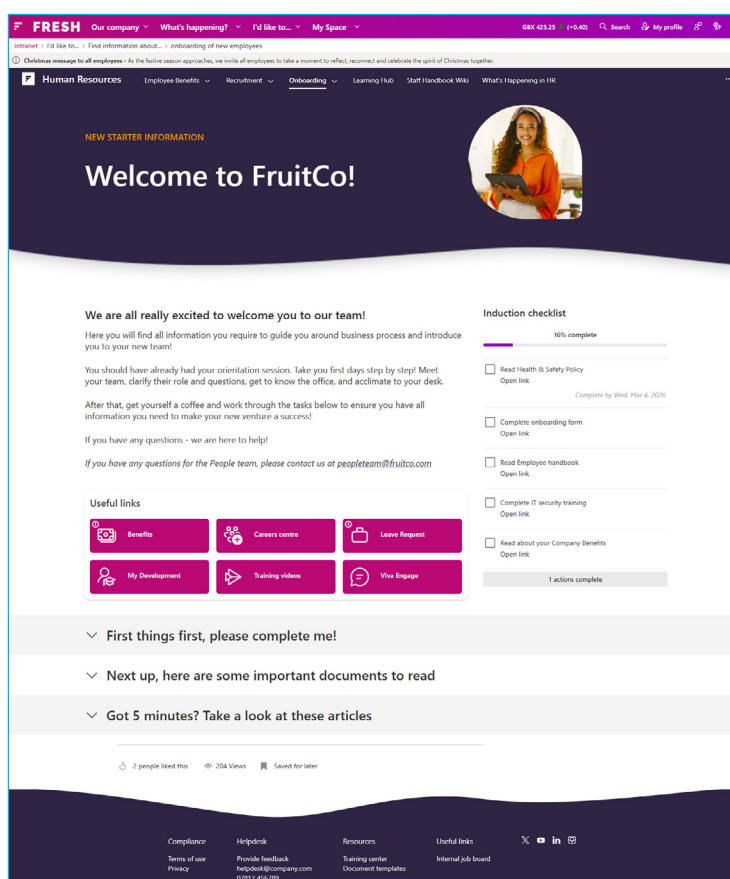 FRESH Our company What's happening? I'd like to... My Space GBX 425.23 (+0.40) Search My profile
Intranet > I'd like to... > Find information about... > onboarding of new employees
Christmas message to all employees - As the festive season approaches, we invite all employees to take a moment to reflect, reconnect and celebrate the spirit of Christmas together.
F Human Resources Employee Benefits Recruitment Onboarding Learning Hub Staff Handbook Wiki What's Happening in HR
NEW STARTER INFORMATION
Welcome to FruitCo!
We are all really excited to welcome you to our team!
Here you will find all information you require to guide you around business process and introduce
you to your new team!
You should have already had your orientation session. Take you first days step by step! Meet
your team, clarify their role and questions, get to know the office, and acclimate to your desk.
After that, get yourself a coffee and work through the tasks below to ensure you have all
information you need to make your new venture a success!
If you have any questions - we are here to help!
If you have any questions for the People team, please contact us at peopleteam@fruitco.com
Useful links
Benefits Careers centre Leave Request
My Development Training videos Viva Engage
Induction checklist
16% complete
Read Health & Safety Policy
Open link
Complete by Wed, Mar 4, 2026
Complete onboarding form
Open link
Read Employee handbook
Open link
Complete IT security training
Open link
Read about your Company Benefits
Open link
1 actions complete
First things first, please complete me!
Next up, here are some important documents to read
Got 5 minutes? Take a look at these articles
2 people liked this 204 Views Saved for later
Compliance Helpdesk Resources Useful links
Terms of use Provide feedback Training center Internal job board
Privacy helpdesk@company.com Document templates
07812 456789